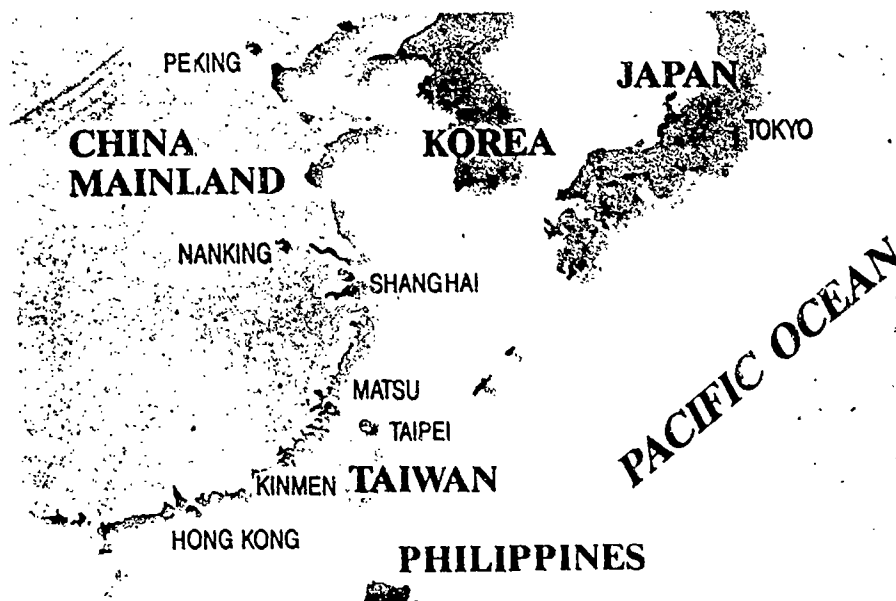 PEKING
JAPAN
TOKYO
CHINA
MAINLAND
KOREA
NANKING
SHANGHAI
PACIFIC OCEAN
MATSU
TAIPEI
KINMEN
TAIWAN
HONG KONG
PHILIPPINES